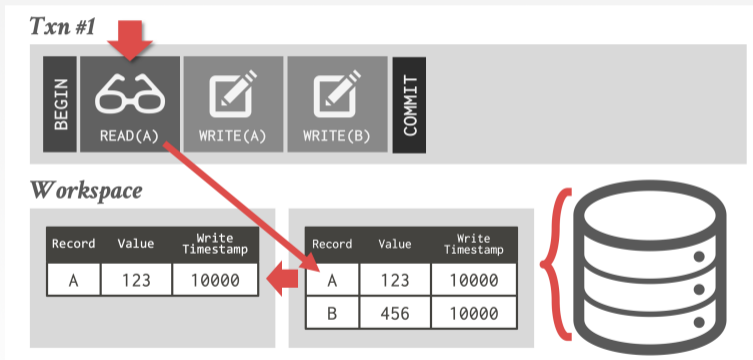 Txn #1
BEGIN
READ(A)
WRITE(A)
WRITE(B)
COMMIT
Workspace
Record Value Write Timestamp
A 123 10000
Record Value Write Timestamp
A 123 10000
B 456 10000